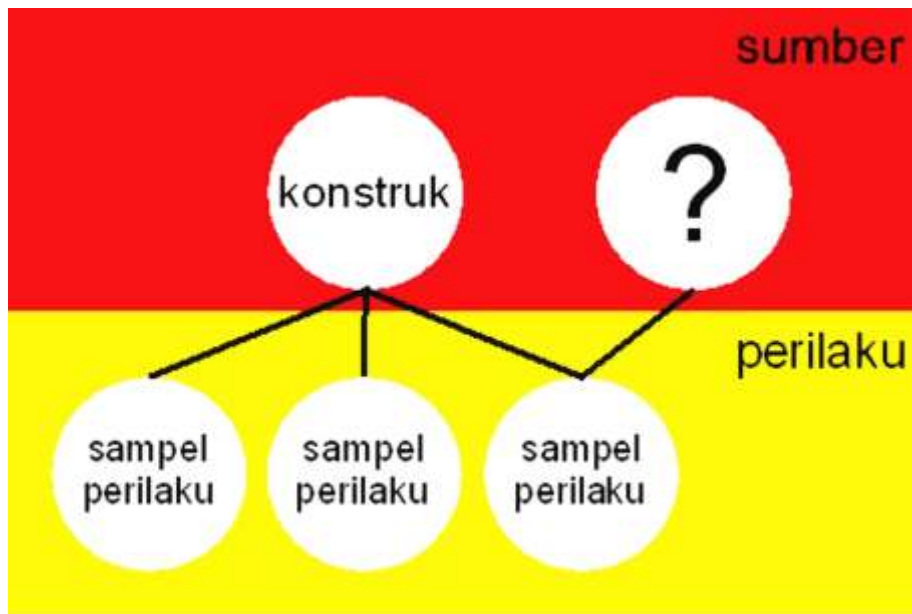 sumber
konstruk
?
perilaku
sampel
perilaku
sampel
perilaku
sampel
perilaku